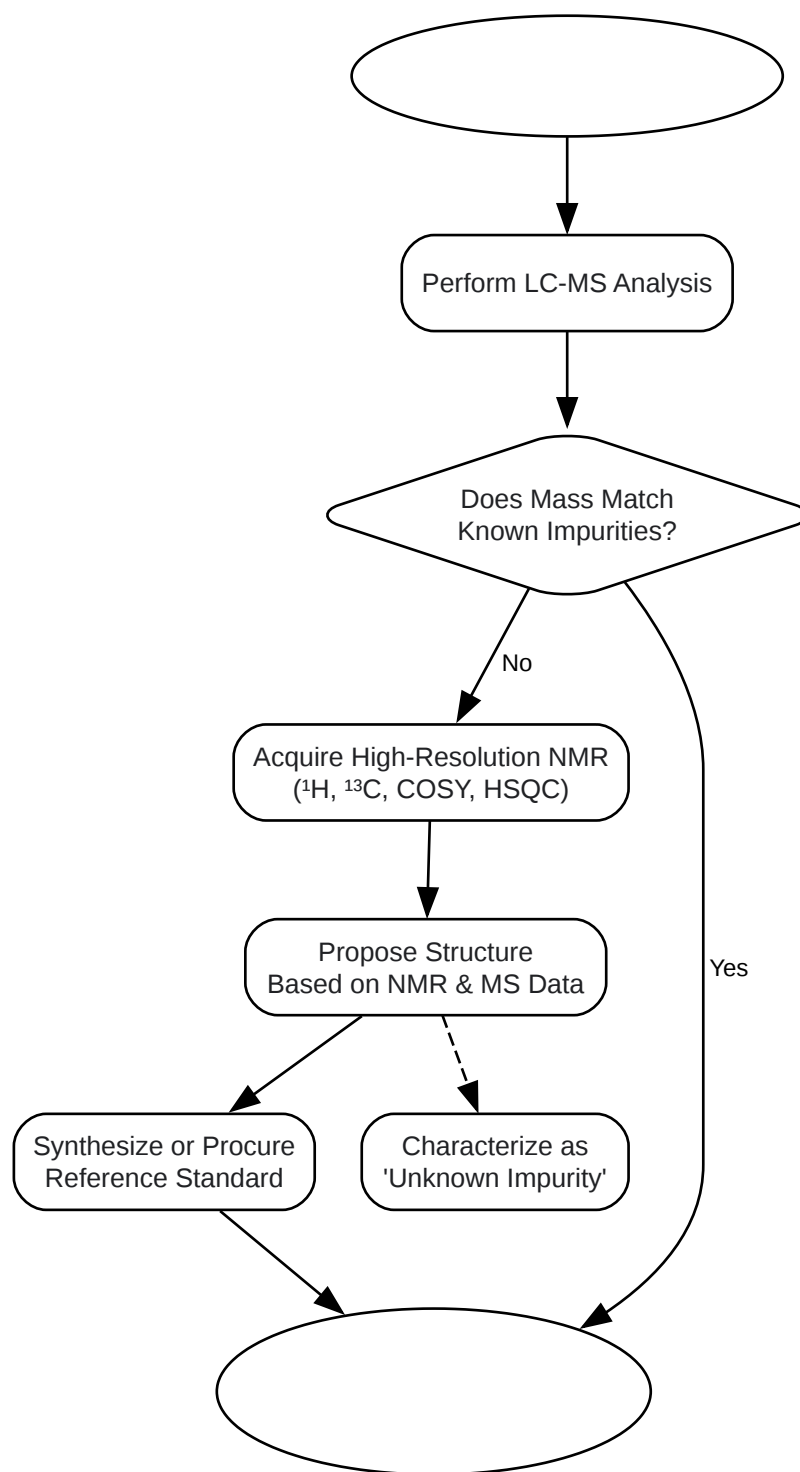 Perform LC-MS Analysis
Does Mass Match
Known Impurities?
No
Acquire High-Resolution NMR
(¹H, ¹³C, COSY, HSQC)
Propose Structure
Based on NMR & MS Data
Yes
Synthesize or Procure
Reference Standard
Characterize as
'Unknown Impurity'